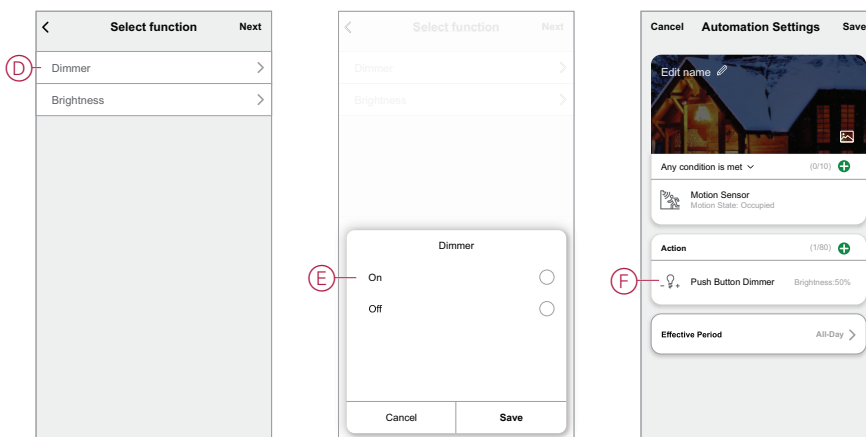 Select function Next
D
Dimmer
Brightness
Select function Next
Dimmer
Brightness
Dimmer
E
On
Off
Cancel Save
Cancel Automation Settings Save
Edit name
Any condition is met (0/10)
Motion Sensor
Motion State: Occupied
Action (1/80)
F
Push Button Dimmer Brightness:50%
Effective Period All-Day